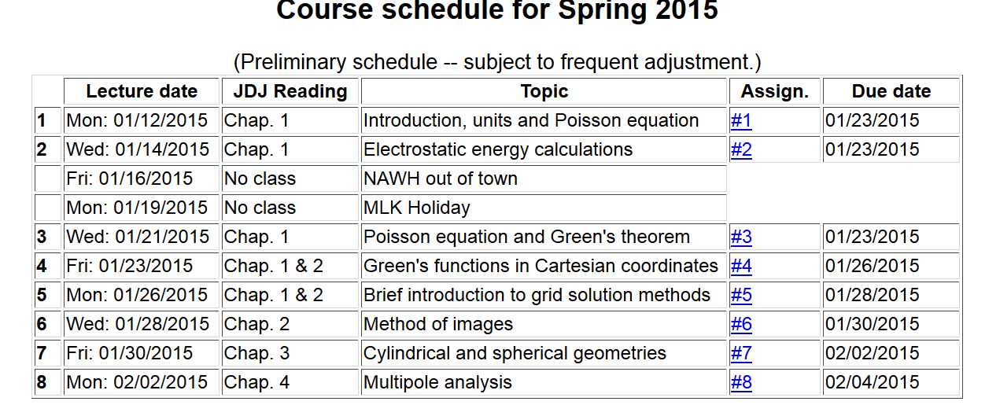 Course schedule for Spring 2015
(Preliminary schedule -- subject to frequent adjustment.)
Lecture date JDJ Reading Topic Assign. Due date
1 Mon: 01/12/2015 Chap. 1 Introduction, units and Poisson equation #1 01/23/2015
2 Wed: 01/14/2015 Chap. 1 Electrostatic energy calculations #2 01/23/2015
Fri: 01/16/2015 No class NAWH out of town
Mon: 01/19/2015 No class MLK Holiday
3 Wed: 01/21/2015 Chap. 1 Poisson equation and Green's theorem #3 01/23/2015
4 Fri: 01/23/2015 Chap. 1 & 2 Green's functions in Cartesian coordinates #4 01/26/2015
5 Mon: 01/26/2015 Chap. 1 & 2 Brief introduction to grid solution methods #5 01/28/2015
6 Wed: 01/28/2015 Chap. 2 Method of images #6 01/30/2015
7 Fri: 01/30/2015 Chap. 3 Cylindrical and spherical geometries #7 02/02/2015
8 Mon: 02/02/2015 Chap. 4 Multipole analysis #8 02/04/2015